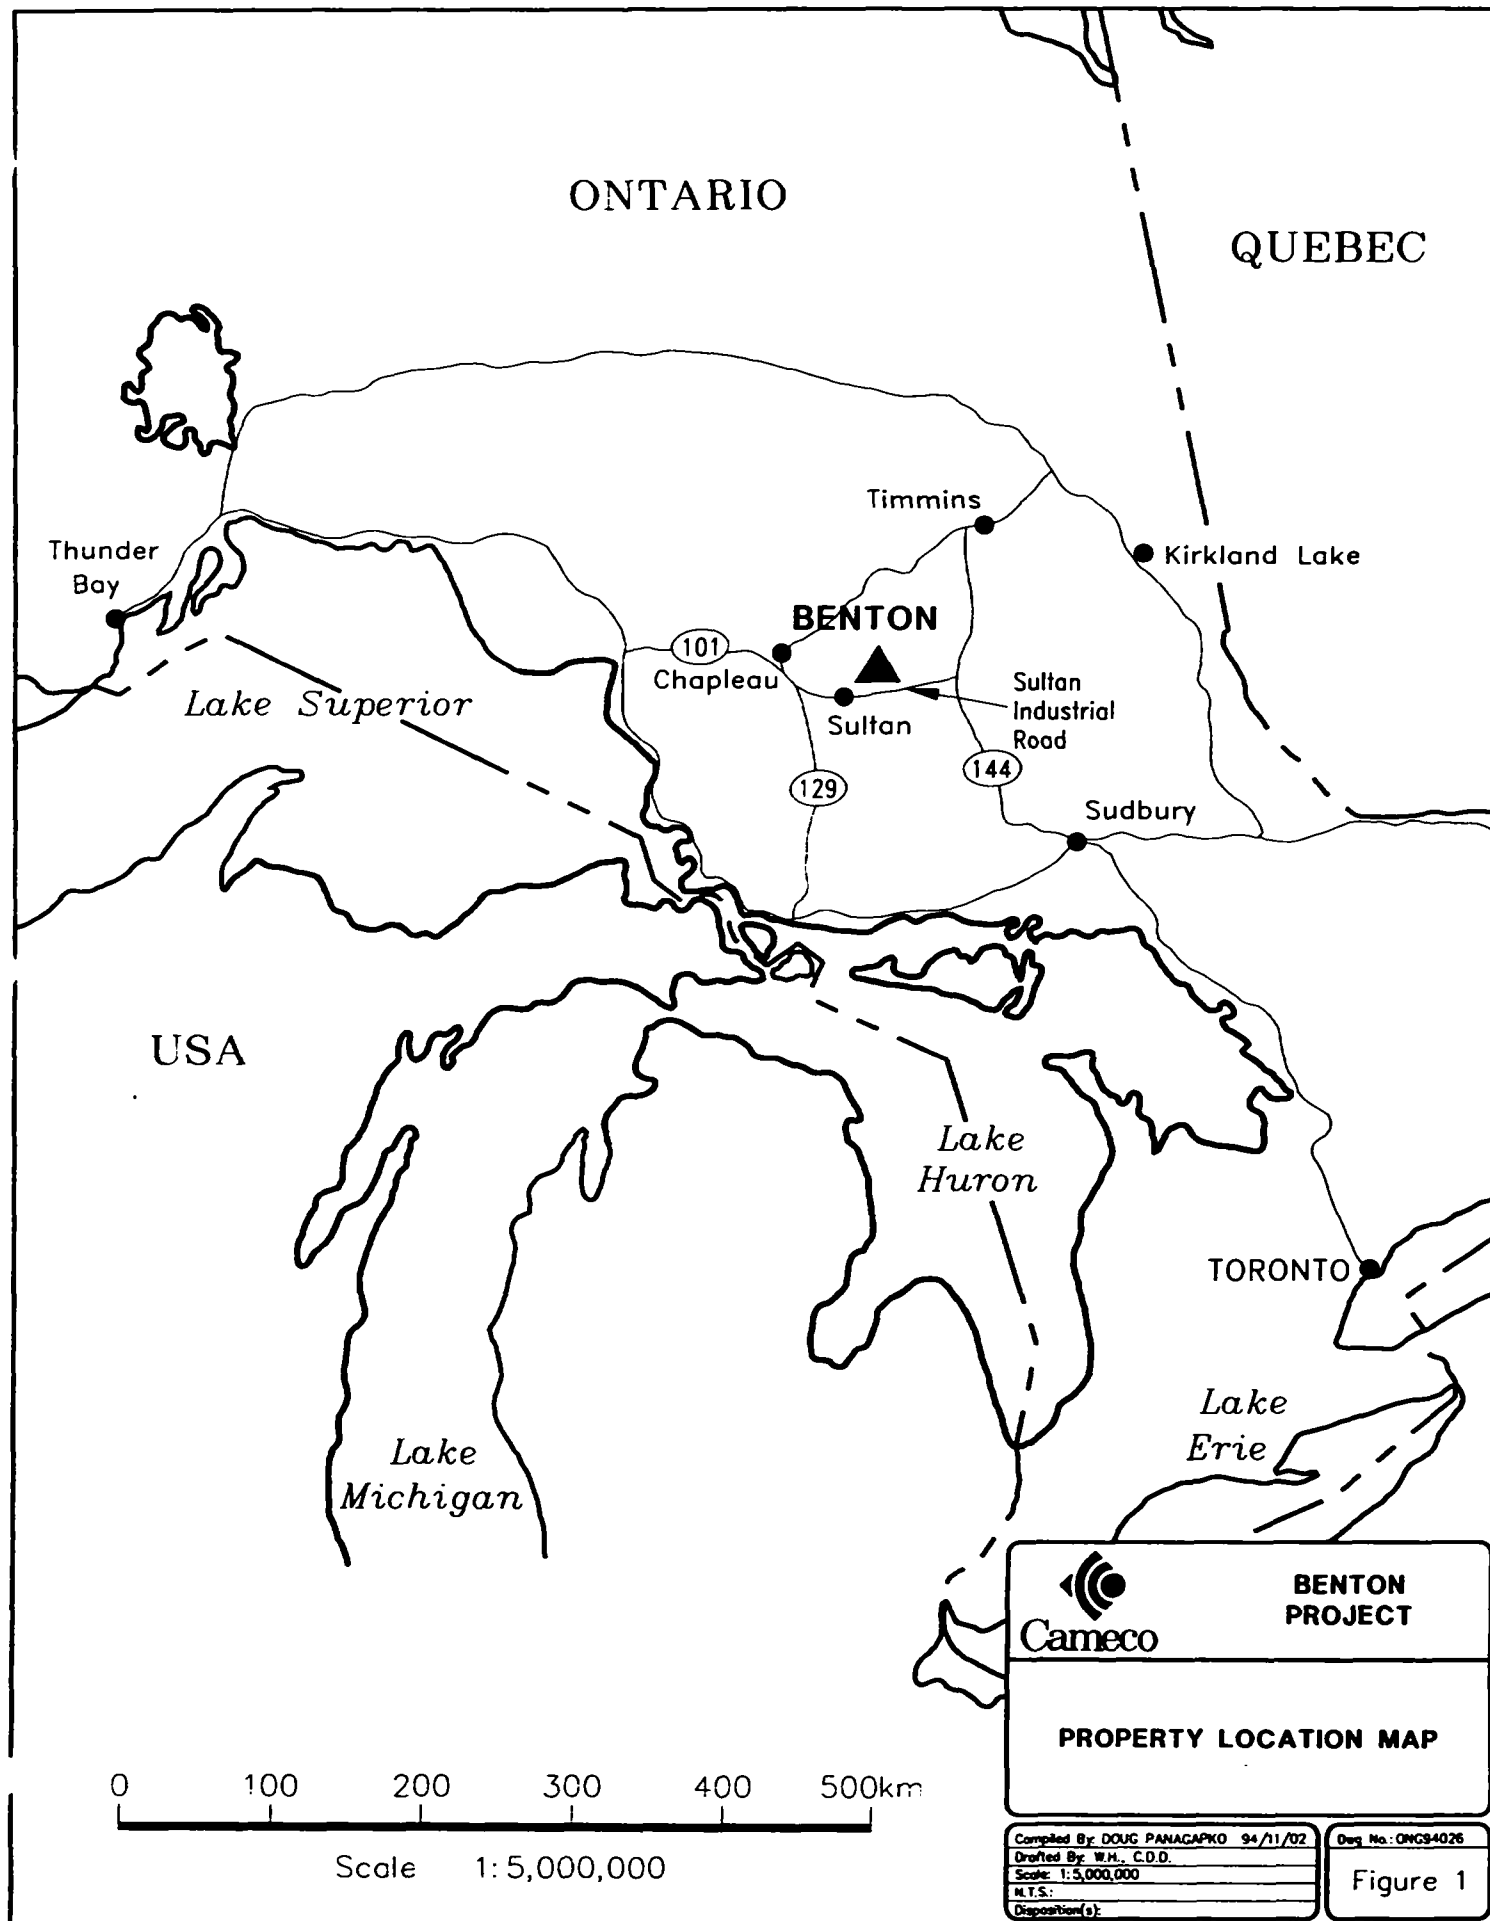 ONTARIO
QUEBEC
Timmins
Thunder
Bay
Kirkland Lake
BENTON
101
Chapleau
Sultan
Industrial
Road
Lake Superior
Sultan
144
129
Sudbury
USA
Lake
Huron
TORONTO
Lake
Erie
Lake
Michigan
Cameco
BENTON
PROJECT
PROPERTY LOCATION MAP
0 100 200 300 400 500km
Scale 1:5,000,000
Compiled By: DOUG PANAGAPKO 94/11/02
Drafted By: W.H., C.D.D.
Scale: 1:5,000,000
N.T.S.:
Disposition(s):
Dwg No.: ONG94026
Figure 1